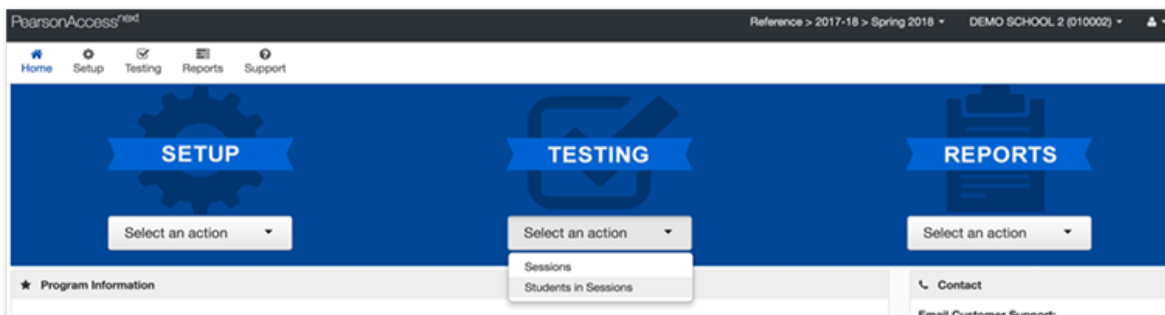 PearsonAccessnext Reference > 2017-18 > Spring 2018 DEMO SCHOOL 2 (010002)
Home Setup Testing Reports Support
SETUP TESTING REPORTS
Select an action Select an action Select an action
Sessions
Program Information Students in Sessions Contact
Email Customer Support: